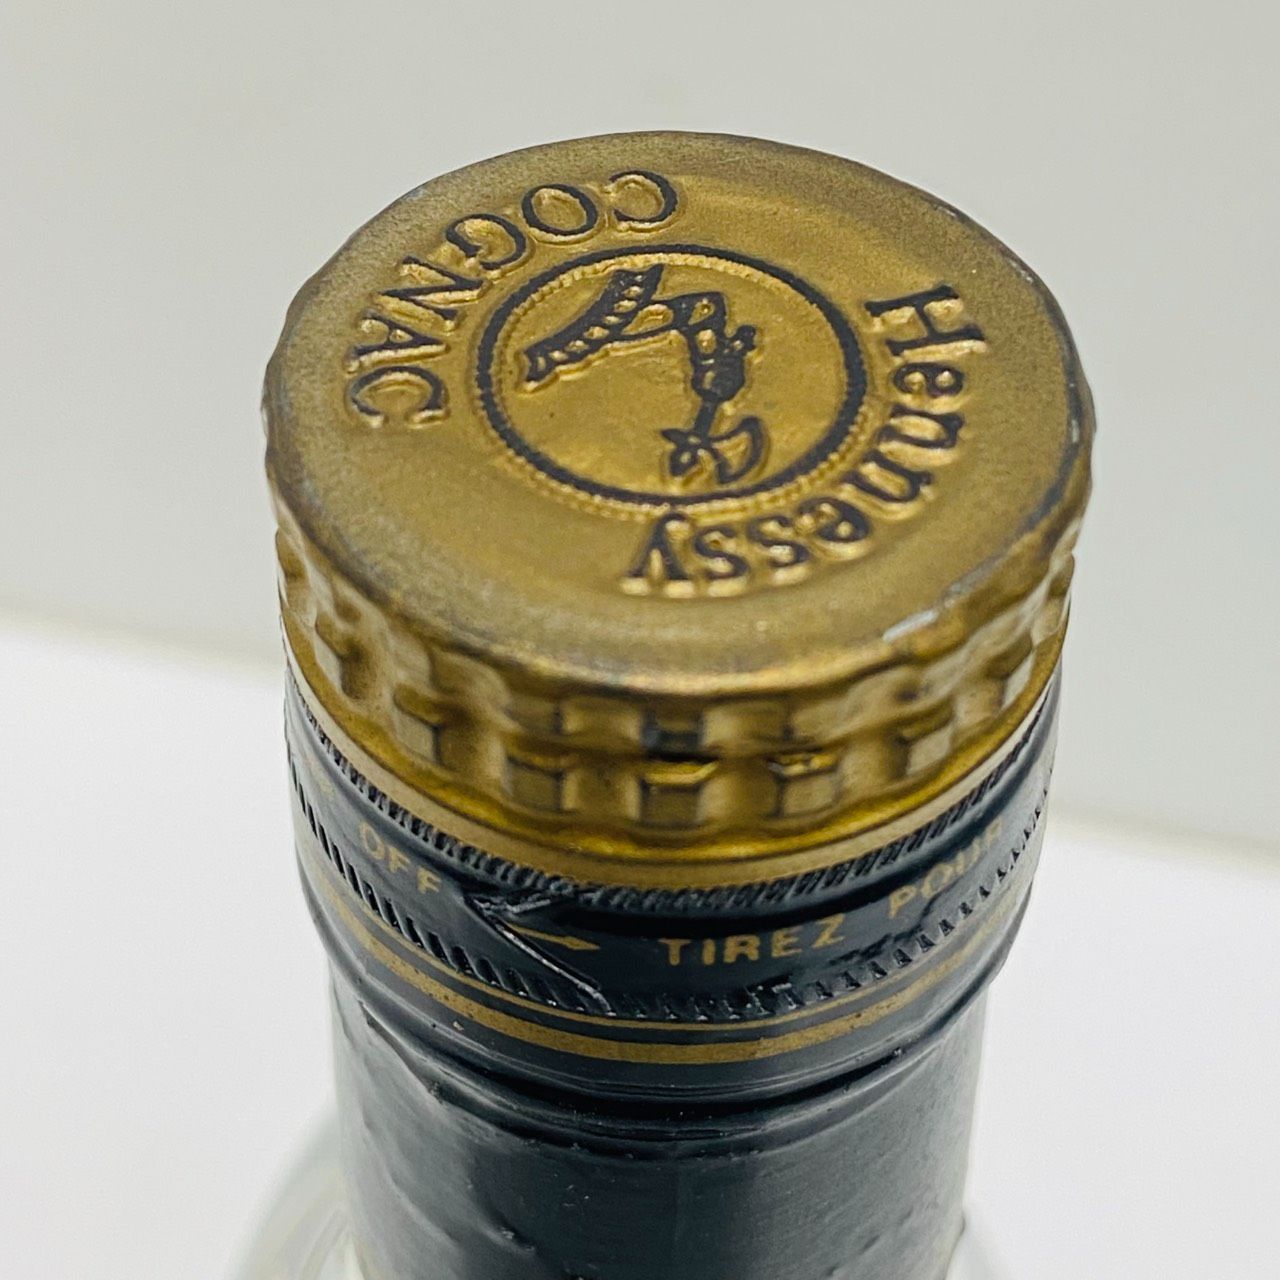 Hennessy
COGNAC
OFF
TIREZ POUR